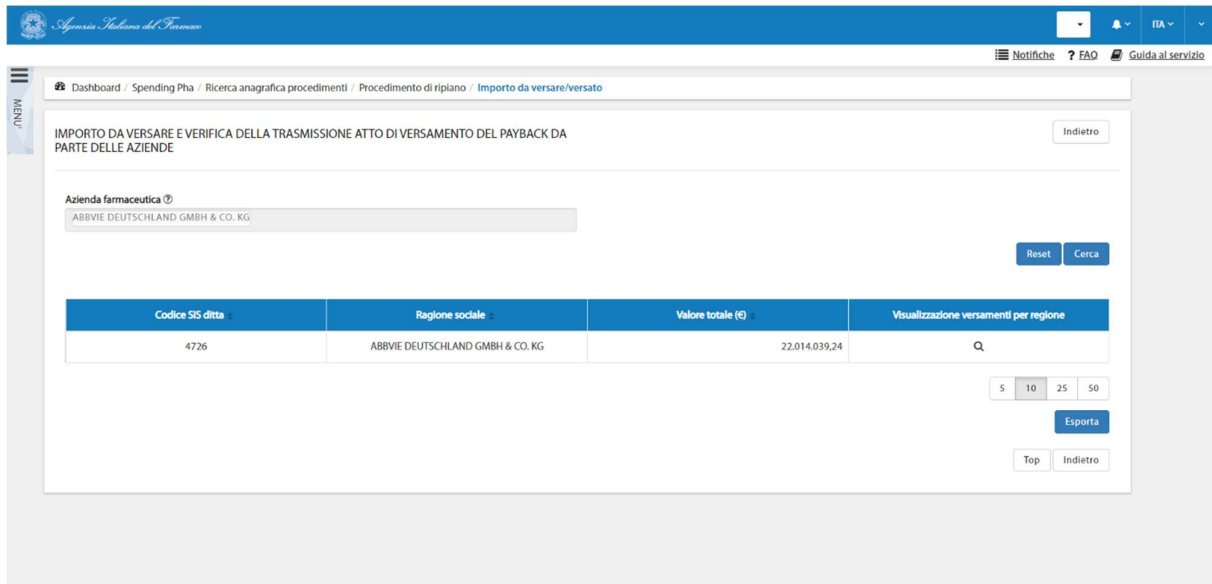 Agenzia Italiana del Farmaco
ITA
Notifiche ? FAQ Guida al servizio
MENU'
Dashboard / Spending Pha / Ricerca anagrafica procedimenti / Procedimento di ripiano / Importo da versare/versato
IMPORTO DA VERSARE E VERIFICA DELLA TRASMISSIONE ATTO DI VERSAMENTO DEL PAYBACK DA
PARTE DELLE AZIENDE
Indietro
Azienda farmaceutica ?
ABBVIE DEUTSCHLAND GMBH & CO. KG
Reset Cerca
Codice SIS ditta Ragione sociale Valore totale (€) Visualizzazione versamenti per regione
4726 ABBVIE DEUTSCHLAND GMBH & CO. KG 22.014.039,24
5 10 25 50
Esporta
Top Indietro